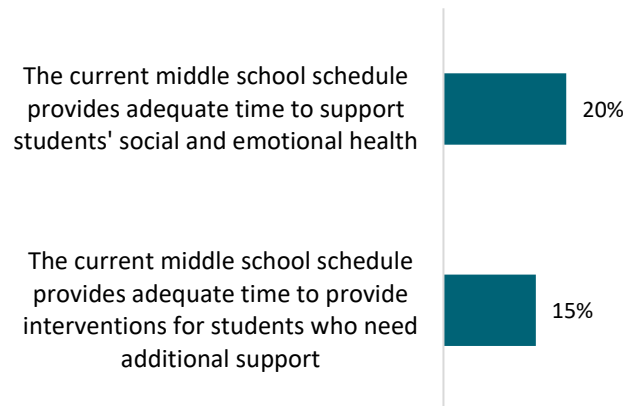 The current middle school schedule
provides adequate time to support
students' social and emotional health
20%
The current middle school schedule
provides adequate time to provide
interventions for students who need
additional support
15%